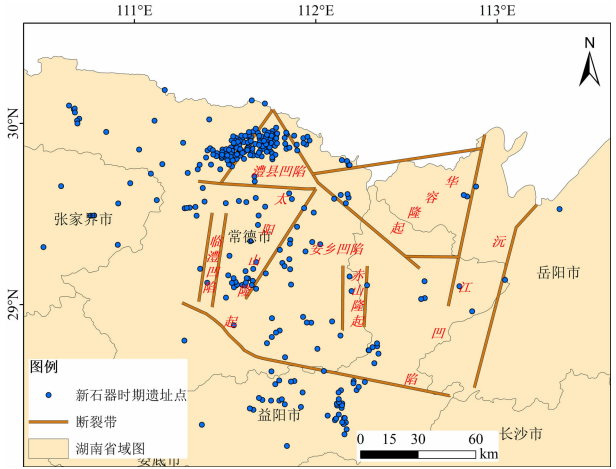 111°E 112°E 113°E
N
30°N
29°N
澧县凹陷
华容隆起
太阳山隆起
临澧凹陷
安乡凹陷
赤山隆起
沅江凹陷
张家界市
常德市
岳阳市
益阳市
长沙市
娄底市
图例
新石器时期遗址点
断裂带
湖南省域图
0 15 30 60
km